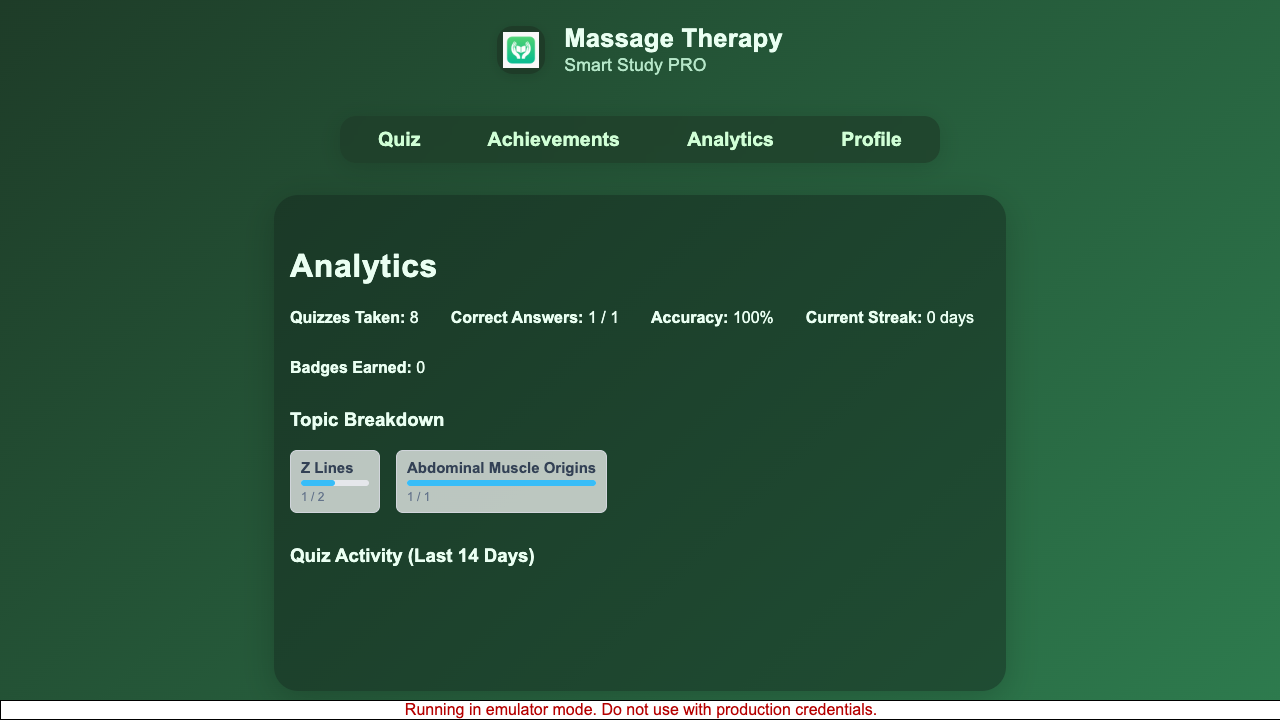 Massage Therapy
Smart Study PRO
Quiz Achievements Analytics Profile
Analytics
Quizzes Taken: 8 Correct Answers: 1 / 1 Accuracy: 100% Current Streak: 0 days
Badges Earned: 0
Topic Breakdown
Z Lines Abdominal Muscle Origins
1 / 2 1 / 1
Quiz Activity (Last 14 Days)
Running in emulator mode. Do not use with production credentials.